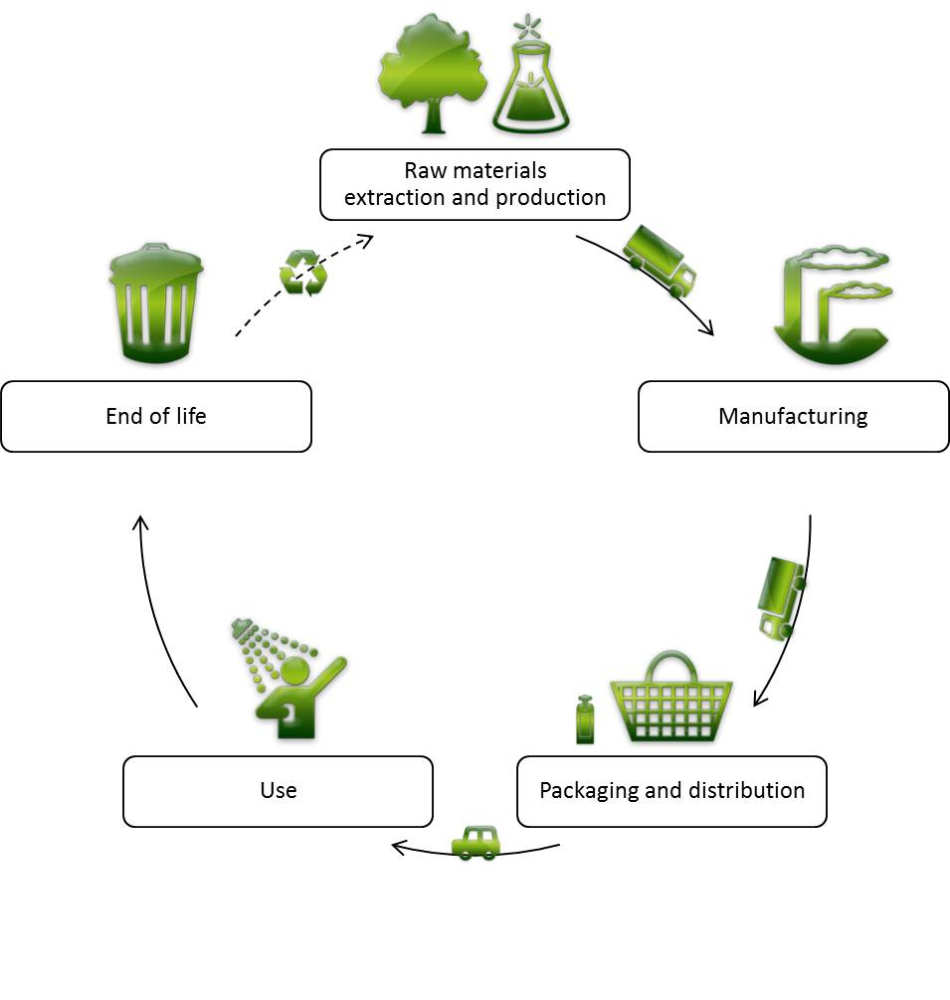 Raw materials
extraction and production
End of life
Manufacturing
Use
Packaging and distribution